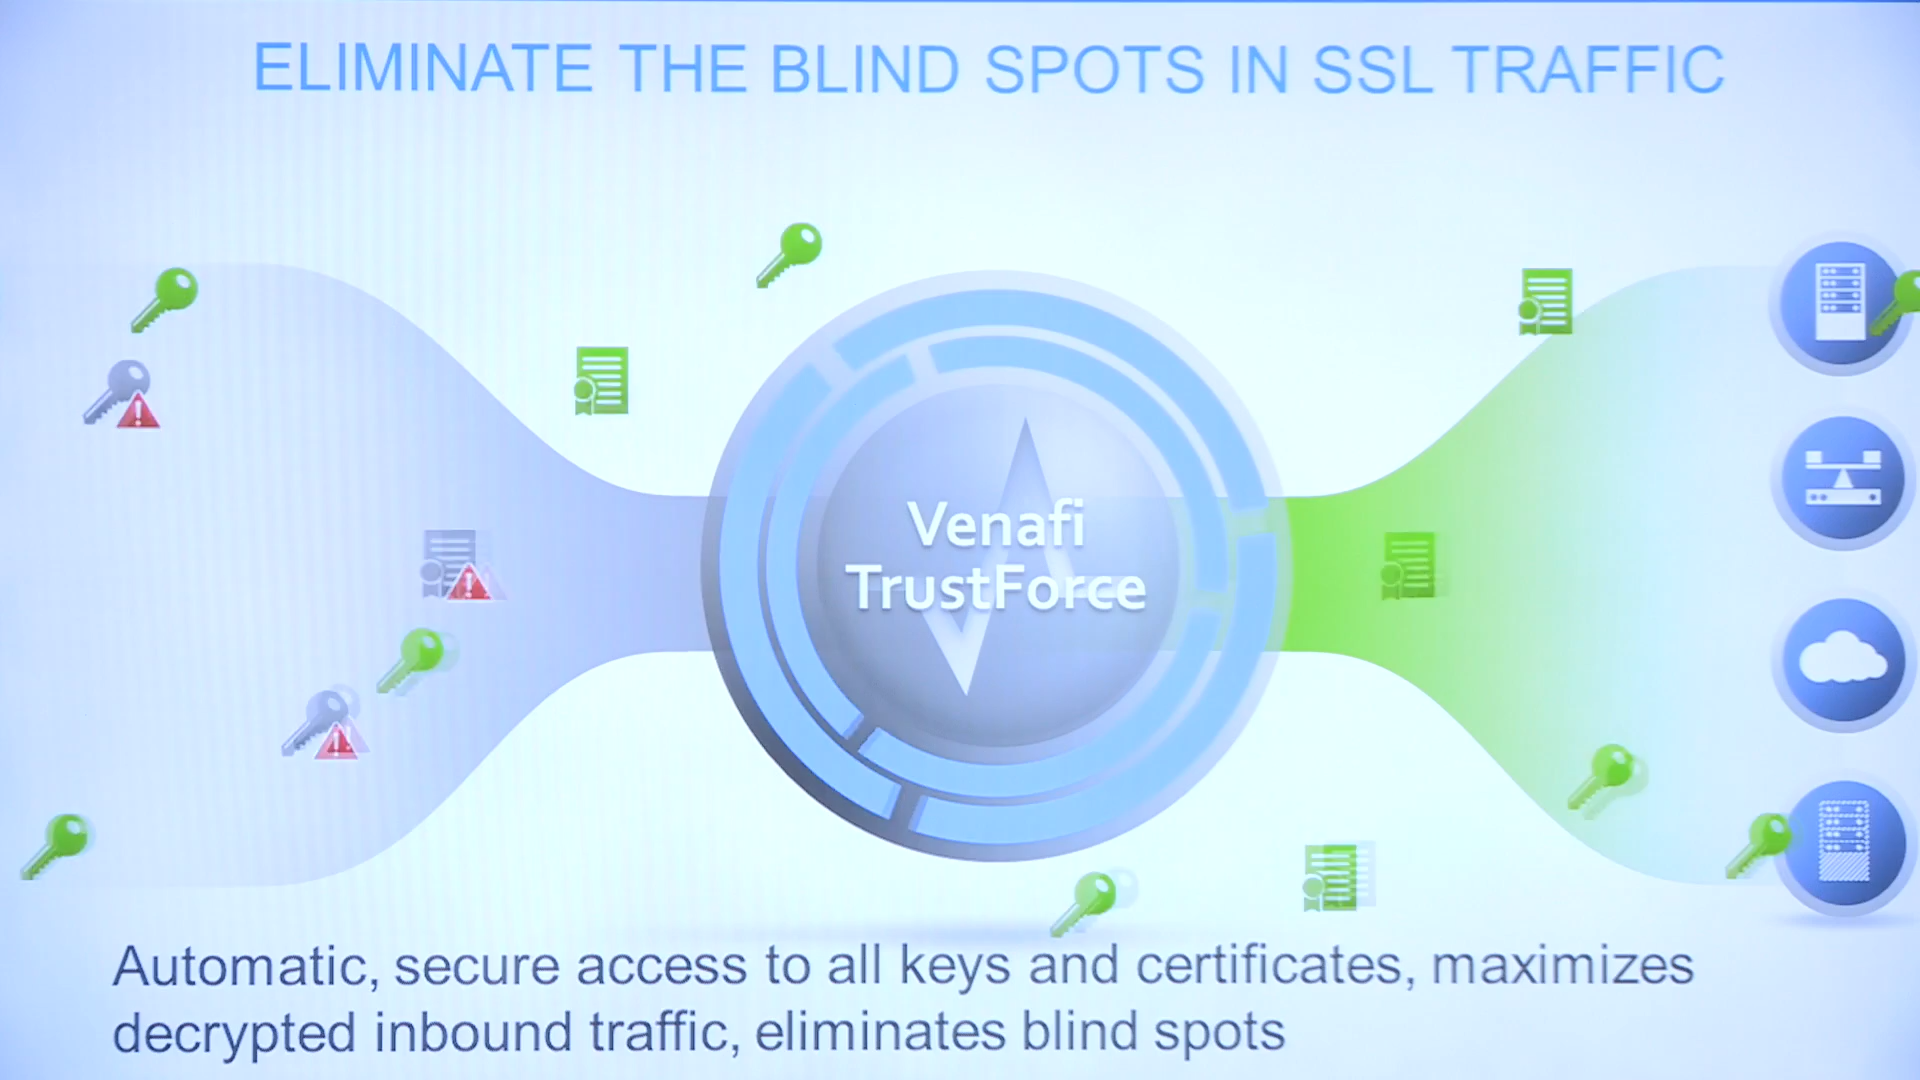 ELIMINATE THE BLIND SPOTS IN SSL TRAFFIC
Venafi
TrustForce
Automatic, secure access to all keys and certificates, maximizes
decrypted inbound traffic, eliminates blind spots